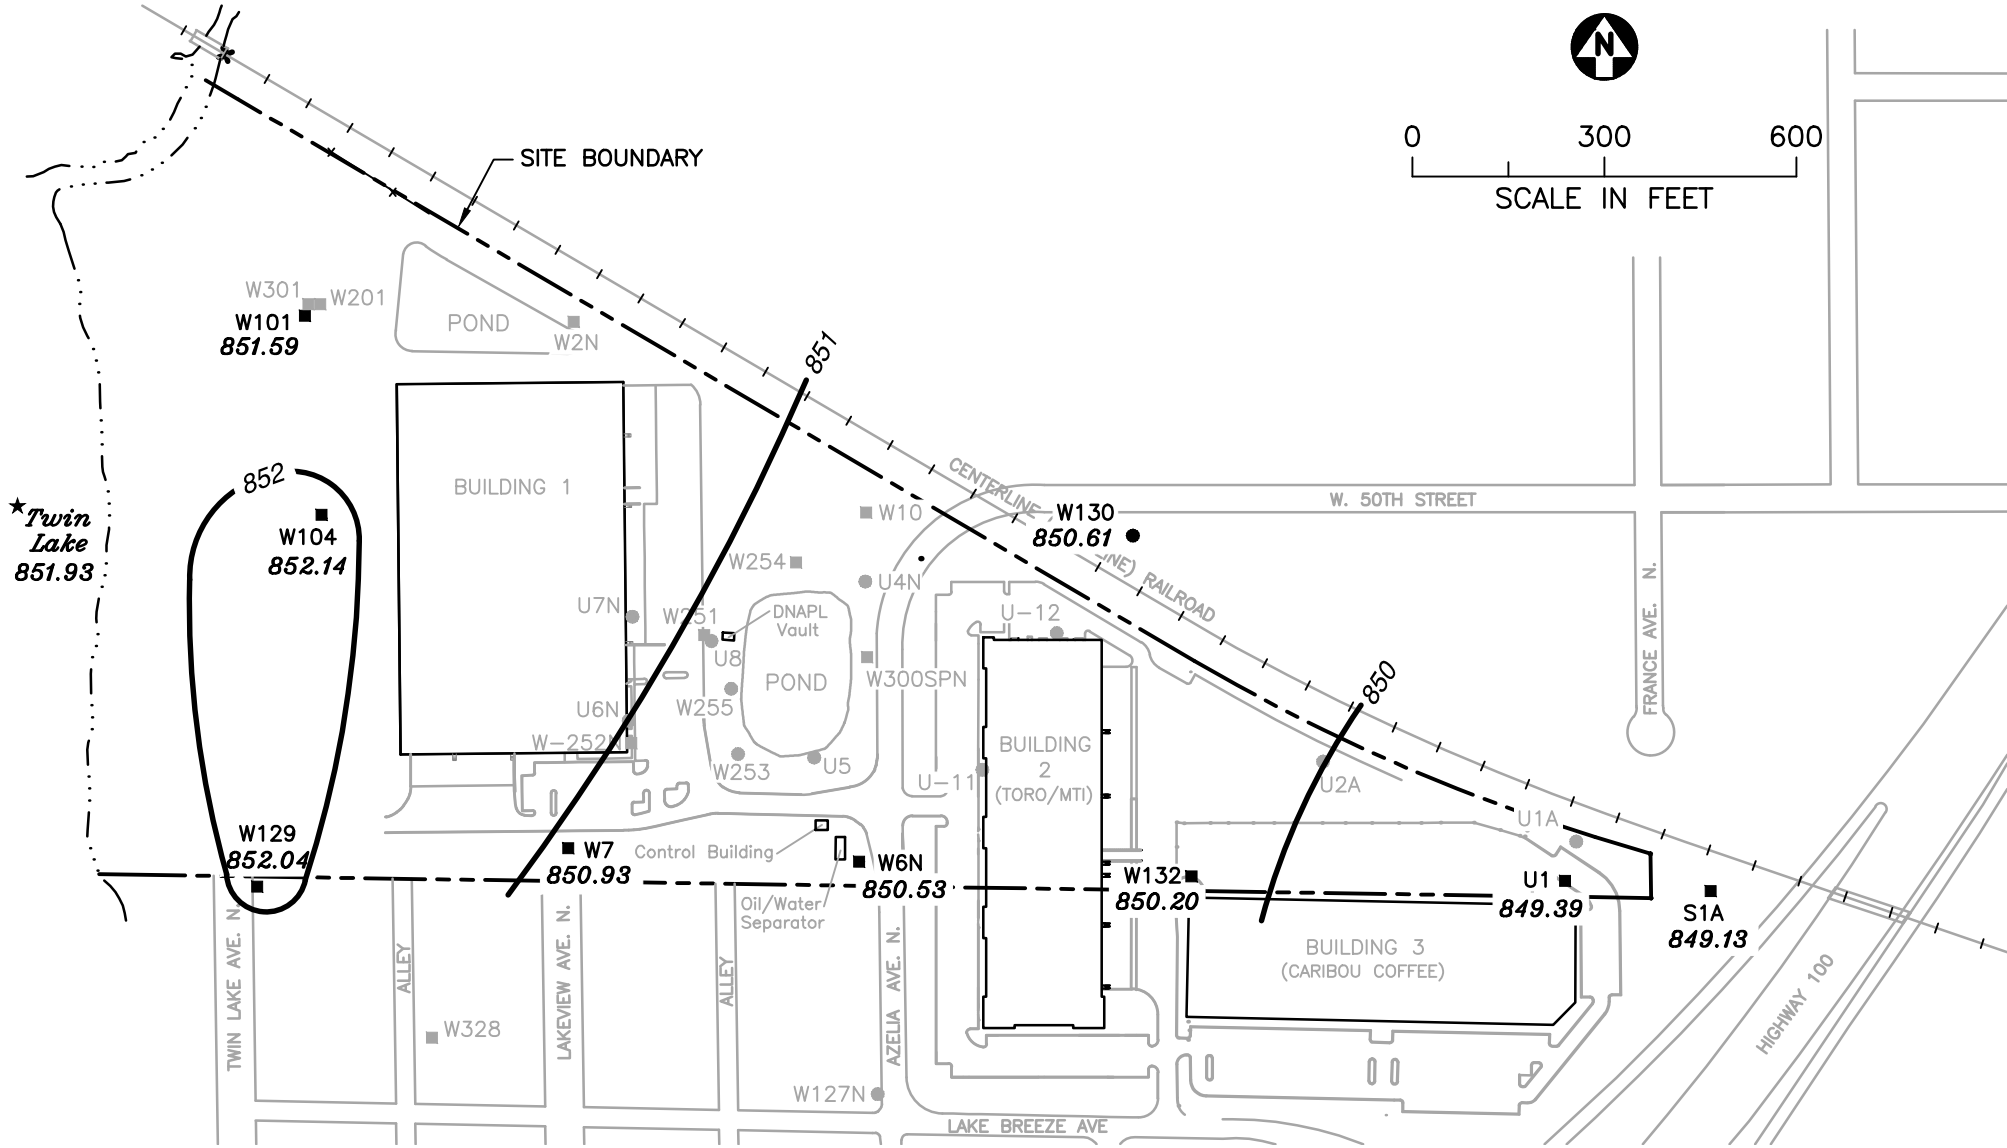 N
0 300 600
SCALE IN FEET
SITE BOUNDARY
W301
W201
W101
851.59
POND
W2N
851
BUILDING 1
852
W104
852.14
Twin
Lake
851.93
W10
W254
U4N
CENTERLINE
W. 50TH STREET
W130
850.61
LINE) RAILROAD
FRANCE AVE. N.
U7N
W251
DNAPL
Vault
U8
U-12
W300SPN
POND
W255
U6N
W-252N
W253
U5
U-11
BUILDING
2
(TORO/MTI)
850
U2A
U1A
W129
852.04
W7
850.93
Control Building
W6N
850.53
W132
850.20
U1
849.39
S1A
849.13
Oil/Water
Separator
BUILDING 3
(CARIBOU COFFEE)
TWIN LAKE AVE. N.
ALLEY
LAKEVIEW AVE. N.
ALLEY
AZELIA AVE. N.
HIGHWAY 100
W328
W127N
LAKE BREEZE AVE